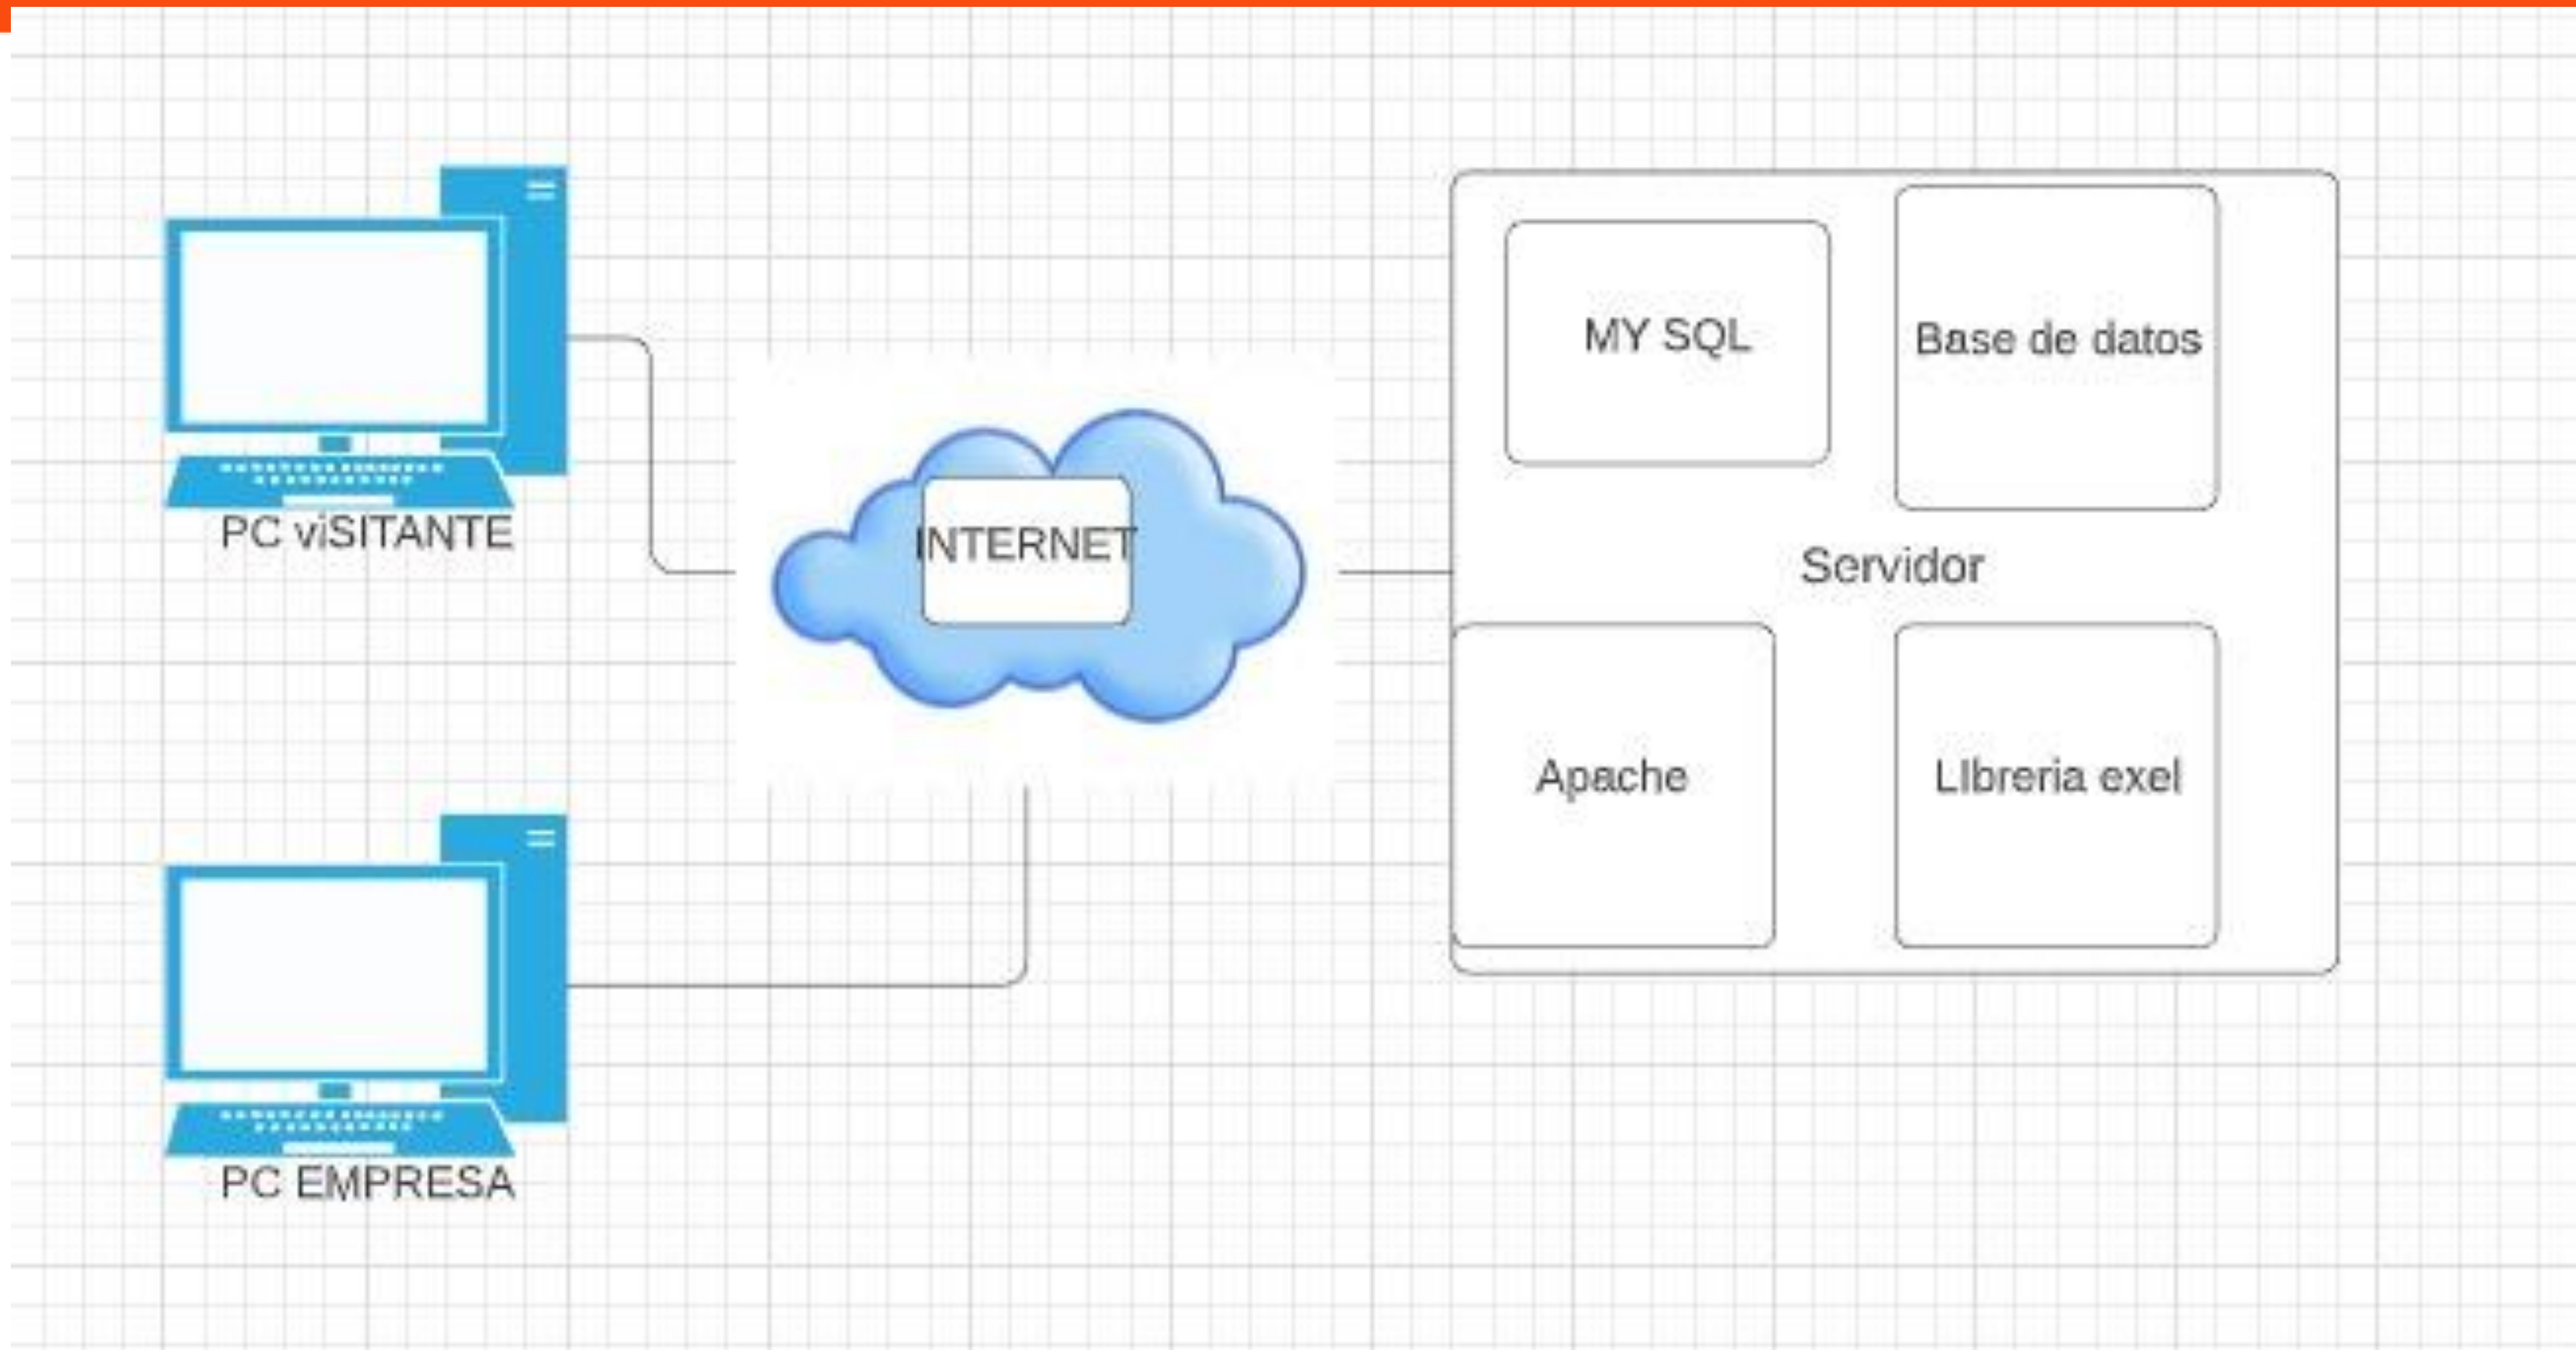 PC viSITANTE
INTERNET
MY SQL
Base de datos
Servidor
Apache
LIbreria exel
PC EMPRESA